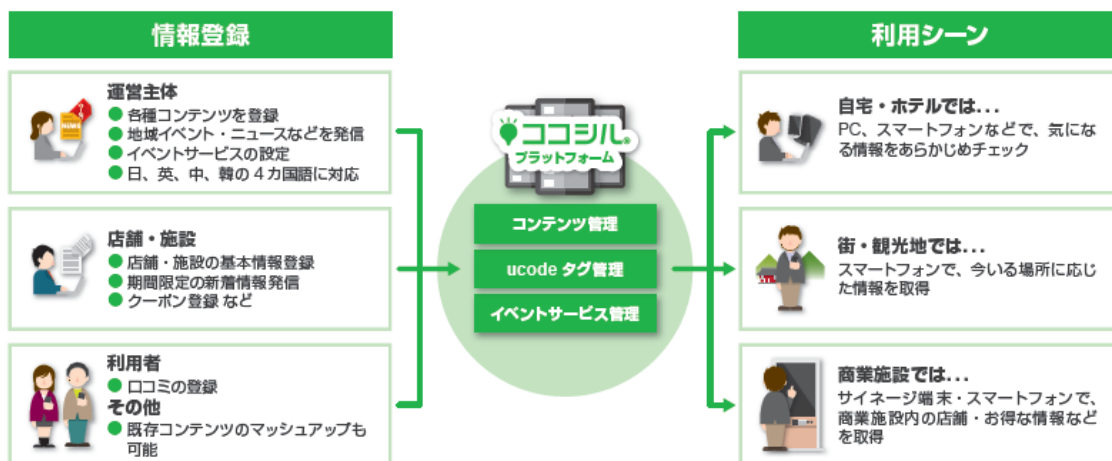 情報登録
運営主体
● 各種コンテンツを登録
● 地域イベント・ニュースなどを発信
● イベントサービスの設定
● 日、英、中、韓の4カ国語に対応
NEWS
店舗・施設
● 店舗・施設の基本情報登録
● 期間限定の新着情報発信
● クーポン登録 など
利用者
● 口コミの登録
その他
● 既存コンテンツのマッシュアップも
可能
ココシル®
プラットフォーム
コンテンツ管理
ucode タグ管理
イベントサービス管理
利用シーン
自宅・ホテルでは...
PC、スマートフォンなどで、気にな
る情報をあらかじめチェック
街・観光地では...
スマートフォンで、今いる場所に応じ
た情報を取得
商業施設では...
サイネージ端末・スマートフォンで、
商業施設内の店舗・お得な情報など
を取得